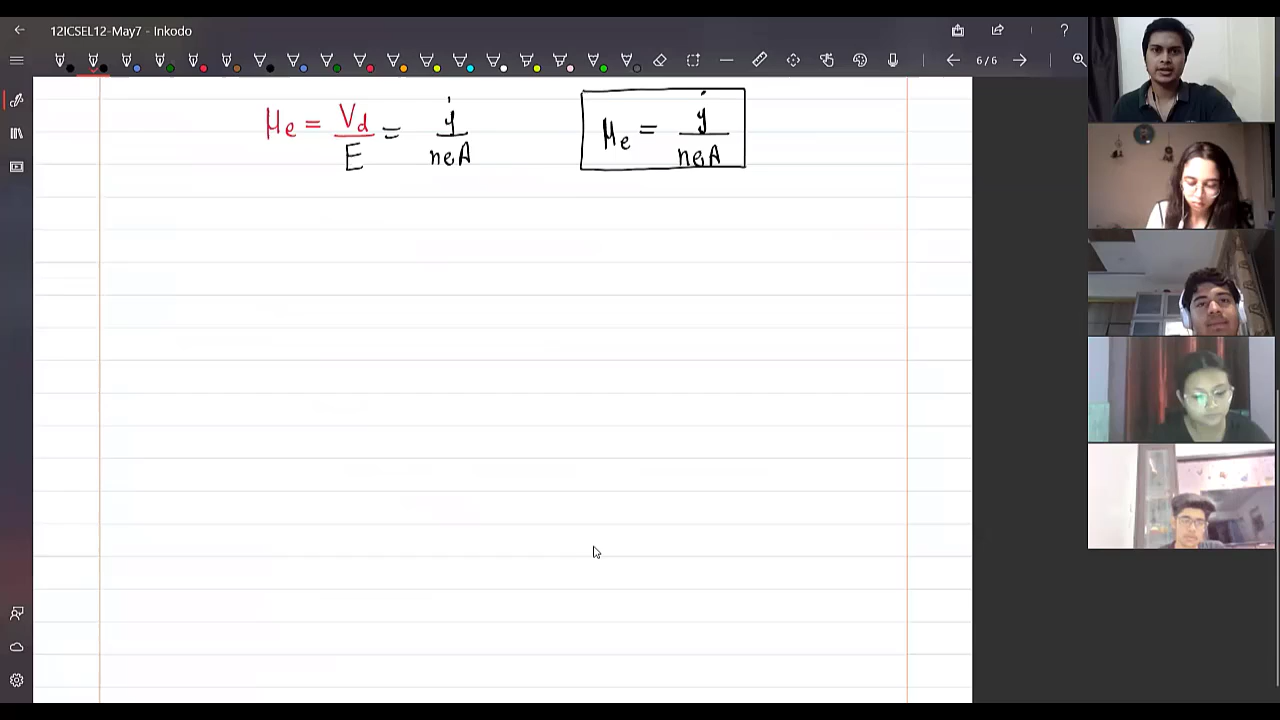 12ICSEL12-May7 - Inkodo
6/6
μe = Vd/E = y/neA
μe = y/neA